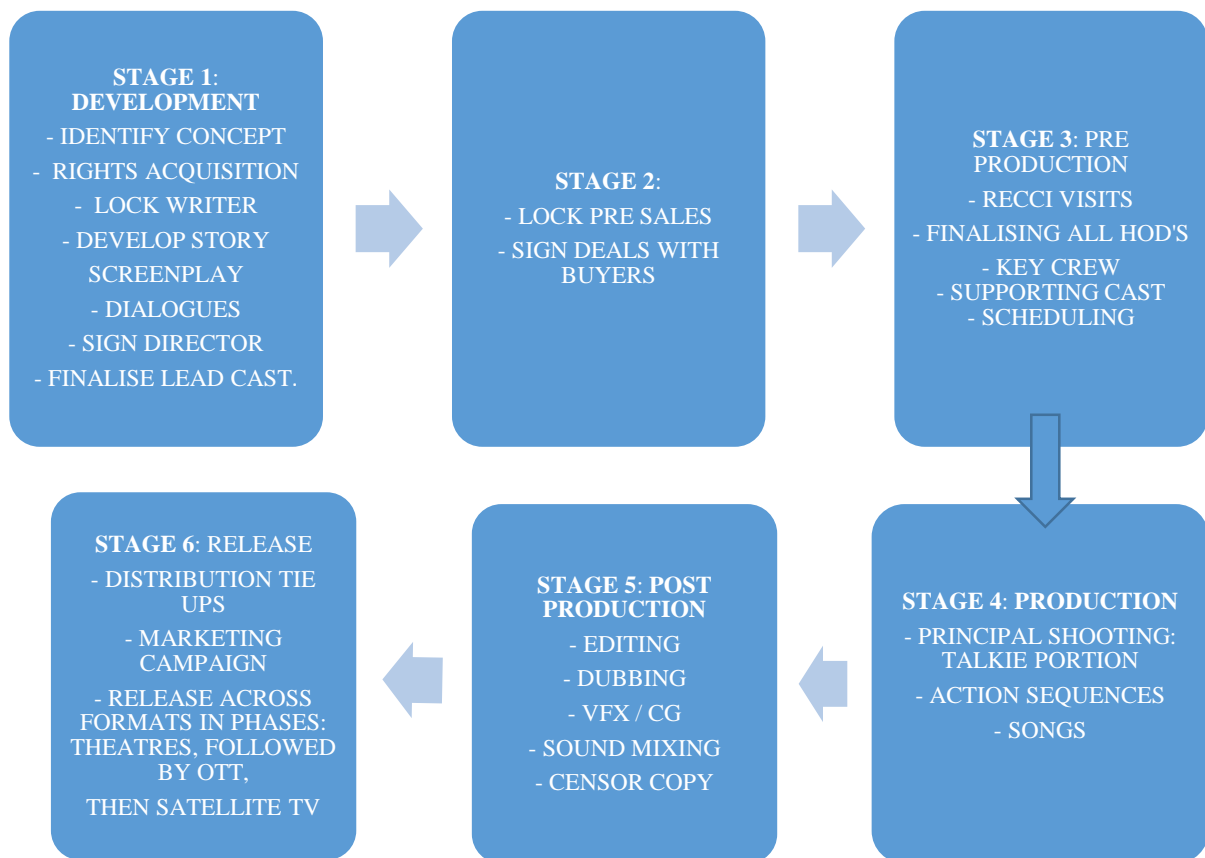 STAGE 1:
DEVELOPMENT
- IDENTIFY CONCEPT
- RIGHTS ACQUISITION
- LOCK WRITER
- DEVELOP STORY
SCREENPLAY
- DIALOGUES
- SIGN DIRECTOR
- FINALISE LEAD CAST.
STAGE 2:
- LOCK PRE SALES
- SIGN DEALS WITH
BUYERS
STAGE 3: PRE
PRODUCTION
- RECCI VISITS
- FINALISING ALL HOD'S
- KEY CREW
- SUPPORTING CAST
- SCHEDULING
STAGE 4: PRODUCTION
- PRINCIPAL SHOOTING:
TALKIE PORTION
- ACTION SEQUENCES
- SONGS
STAGE 5: POST
PRODUCTION
- EDITING
- DUBBING
- VFX / CG
- SOUND MIXING
- CENSOR COPY
STAGE 6: RELEASE
- DISTRIBUTION TIE
UPS
- MARKETING
CAMPAIGN
- RELEASE ACROSS
FORMATS IN PHASES:
THEATRES, FOLLOWED
BY OTT,
THEN SATELLITE TV